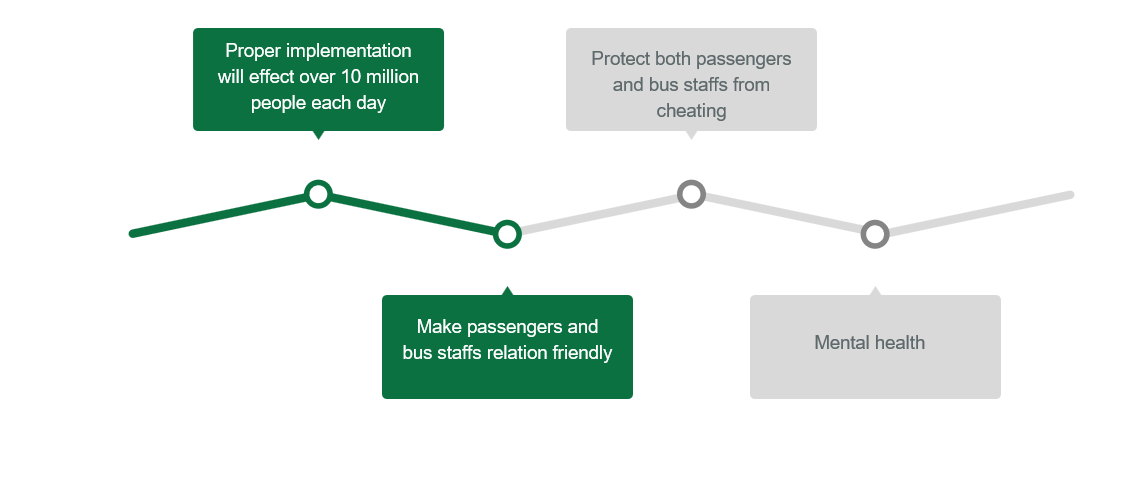 Proper implementation
will effect over 10 million
people each day
Protect both passengers
and bus staffs from
cheating
Make passengers and
bus staffs relation friendly
Mental health